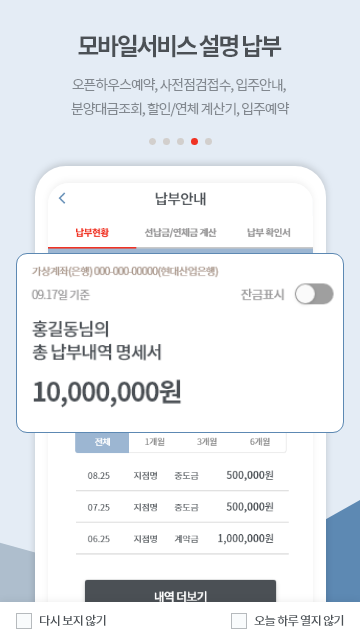 모바일서비스 설명 납부
오픈하우스예약, 사전점검접수, 입주안내,
분양대금조회, 할인/연체 계산기, 입주예약
납부안내
납부현황 선납금/연체금 계산 납부 확인서
가상계좌(은행) 000-000-00000(현대산업은행)
09.17일 기준 잔금표시
홍길동님의
총 납부내역 명세서
10,000,000원
전체 1개월 3개월 6개월
08.25 지점명 중도금 500,000원
07.25 지점명 중도금 500,000원
06.25 지점명 계약금 1,000,000원
내역 더보기
다시 보지 않기 오늘 하루 열지 않기